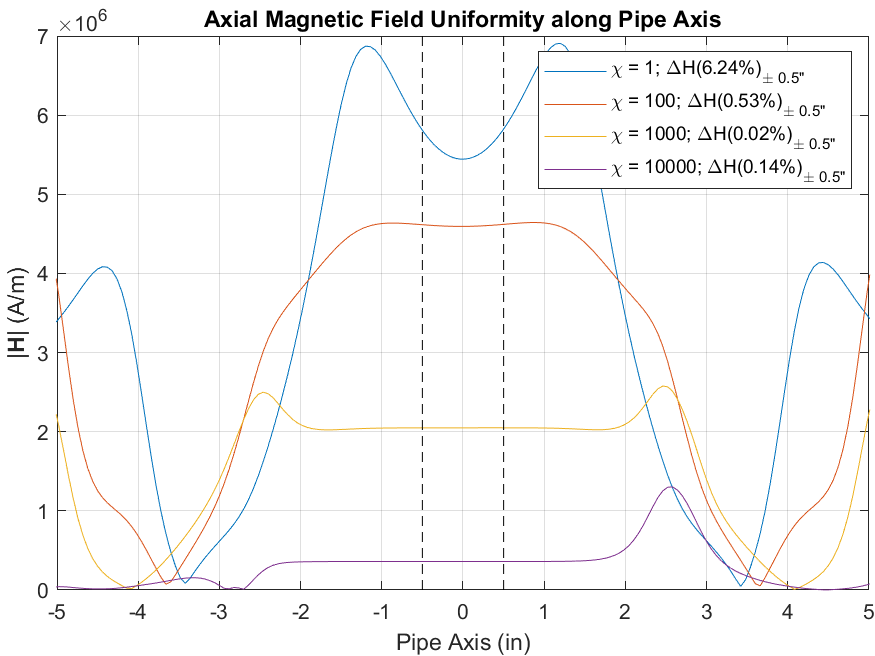 Axial Magnetic Field Uniformity along Pipe Axis
×10⁶
7
6
5
4
3
2
1
0
|H| (A/m)
χ = 1; ΔH(6.24%)± 0.5"
χ = 100; ΔH(0.53%)± 0.5"
χ = 1000; ΔH(0.02%)± 0.5"
χ = 10000; ΔH(0.14%)± 0.5"
-5 -4 -3 -2 -1 0 1 2 3 4 5
Pipe Axis (in)